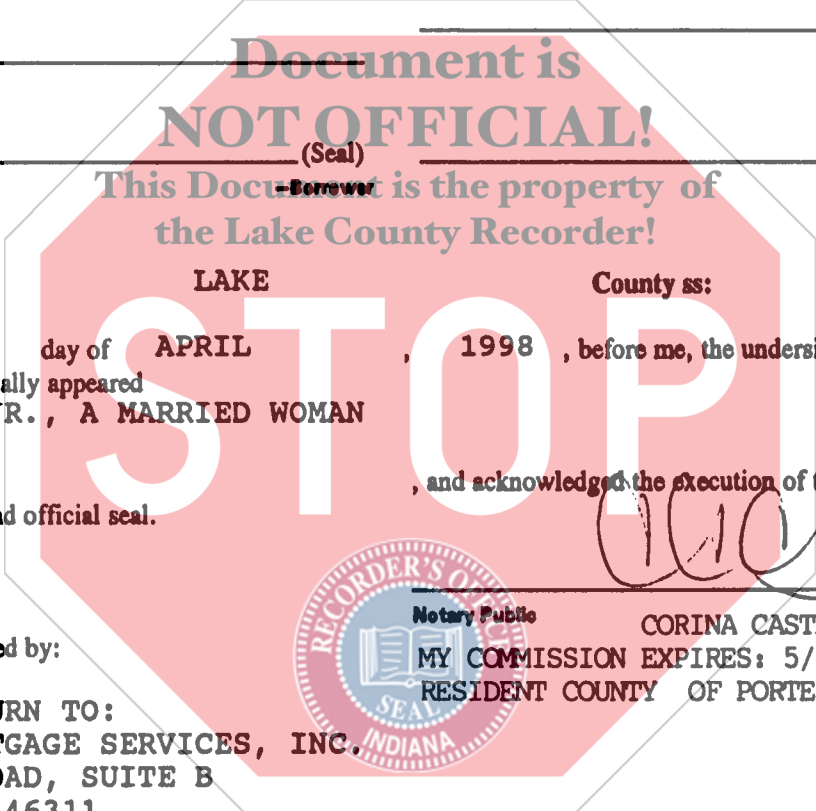 Document is
NOT OFFICIAL!
(Seal)
This Document is the property of
–Borrower
the Lake County Recorder!
LAKE County ss:
STOP
day of APRIL , 1998 , before me, the undersi
ally appeared
R., A MARRIED WOMAN
, and acknowledged the execution of t
d official seal.
RECORDER'S OFFICE
SEAL
INDIANA
Notary Public CORINA CAST
ed by: MY COMMISSION EXPIRES: 5/
RESIDENT COUNTY OF PORTE
URN TO:
TGAGE SERVICES, INC.
OAD, SUITE B
46311